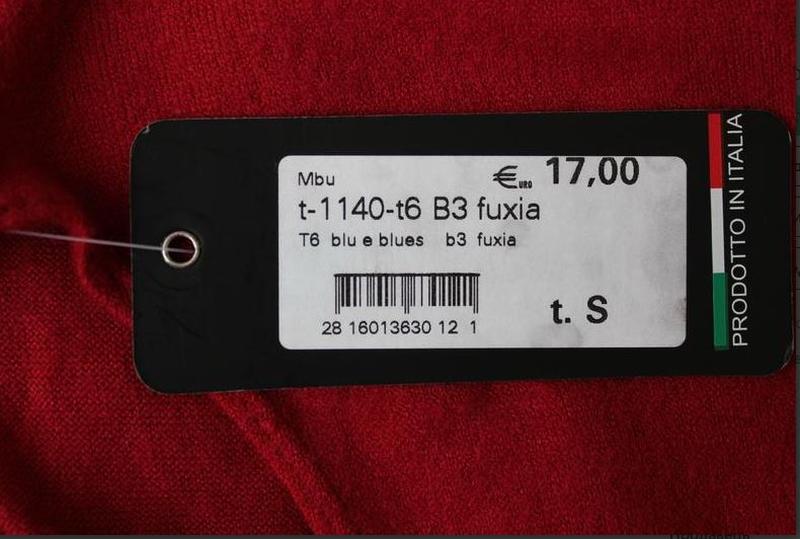 Mbu
€ EURO 17,00
t-1140-t6 B3 fuxia
T6 blu e blues b3 fuxia
28 16013630 12 1
t. S
PRODOTTO IN ITALIA